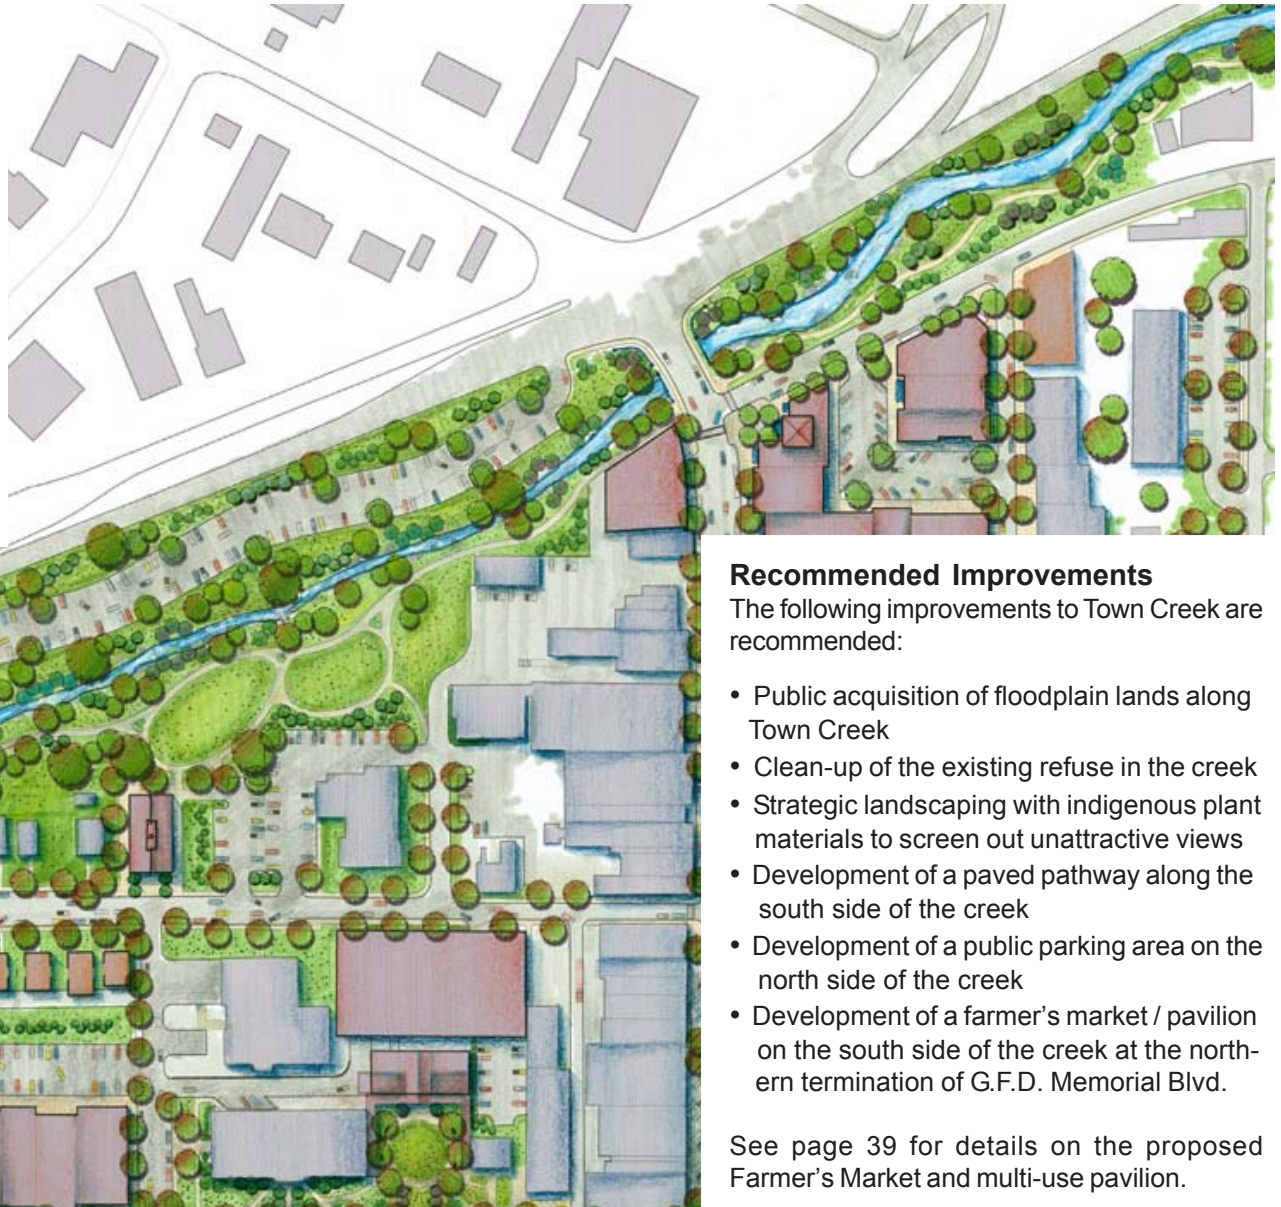 Recommended Improvements
The following improvements to Town Creek are
recommended:
• Public acquisition of floodplain lands along
Town Creek
• Clean-up of the existing refuse in the creek
• Strategic landscaping with indigenous plant
materials to screen out unattractive views
• Development of a paved pathway along the
south side of the creek
• Development of a public parking area on the
north side of the creek
• Development of a farmer's market / pavilion
on the south side of the creek at the north-
ern termination of G.F.D. Memorial Blvd.
See page 39 for details on the proposed
Farmer's Market and multi-use pavilion.